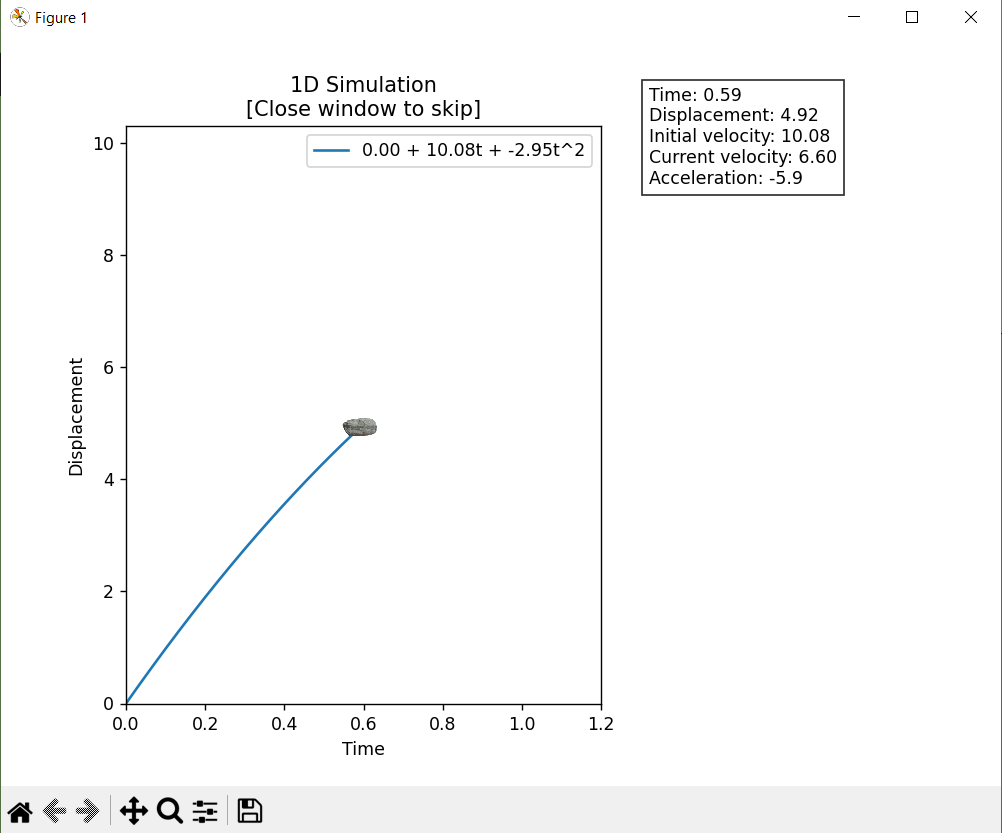 Figure 1
1D Simulation
[Close window to skip]
0.00 + 10.08t + -2.95t^2
Time: 0.59
Displacement: 4.92
Initial velocity: 10.08
Current velocity: 6.60
Acceleration: -5.9
10
8
6
4
2
0
Displacement
0.0 0.2 0.4 0.6 0.8 1.0 1.2
Time